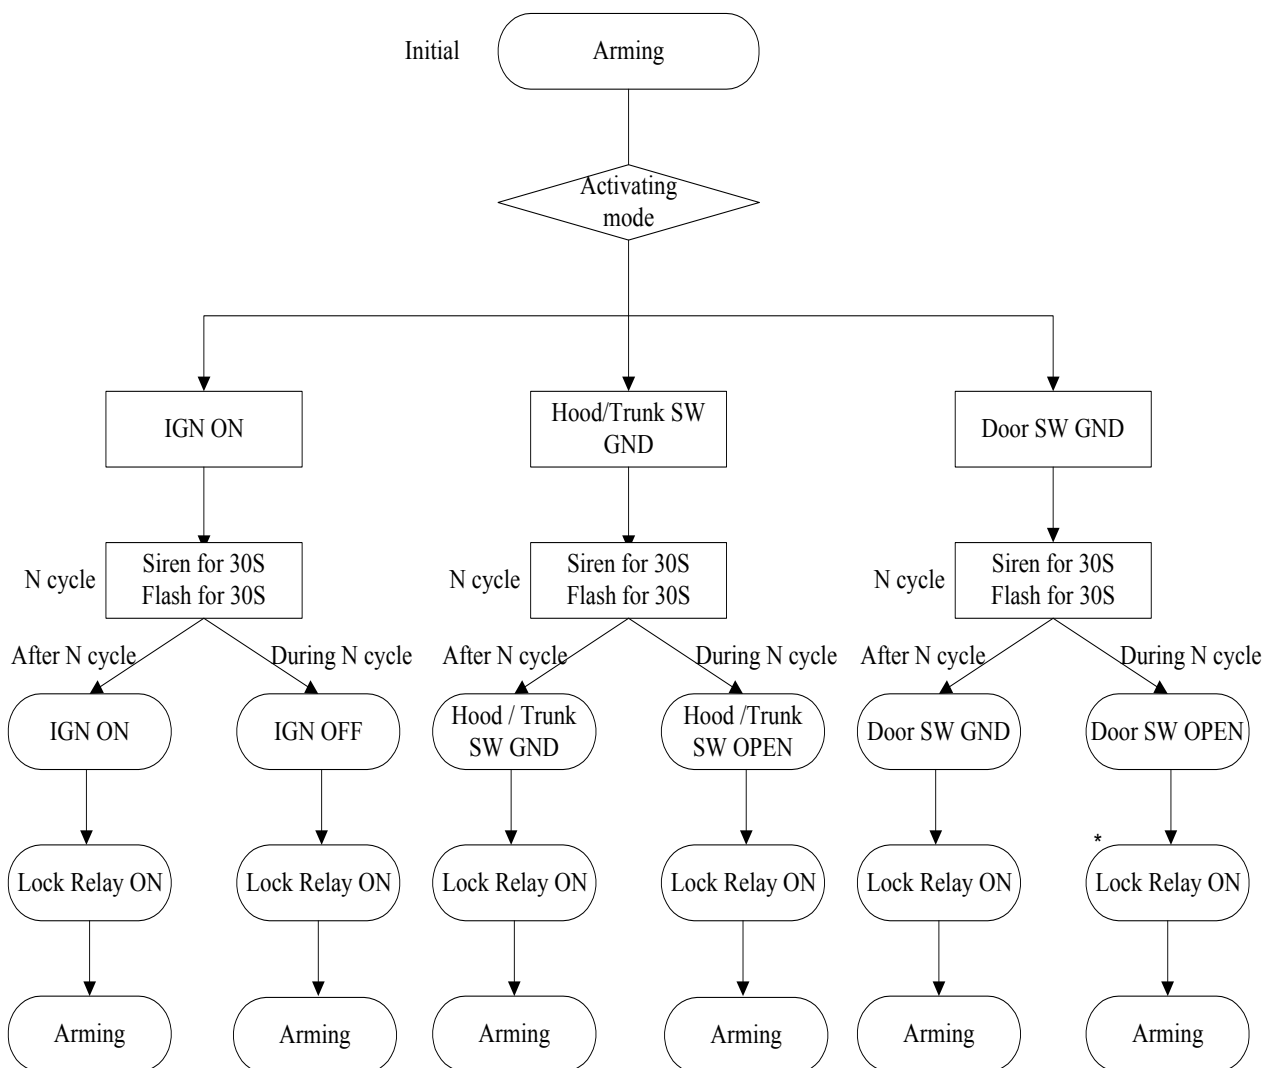 Initial
Arming
Activating
mode
IGN ON
Hood/Trunk SW
GND
Door SW GND
N cycle
Siren for 30S
Flash for 30S
N cycle
Siren for 30S
Flash for 30S
N cycle
Siren for 30S
Flash for 30S
After N cycle
During N cycle
After N cycle
During N cycle
After N cycle
During N cycle
IGN ON
IGN OFF
Hood / Trunk
SW GND
Hood /Trunk
SW OPEN
Door SW GND
Door SW OPEN
*
Lock Relay ON
Lock Relay ON
Lock Relay ON
Lock Relay ON
Lock Relay ON
Lock Relay ON
Arming
Arming
Arming
Arming
Arming
Arming